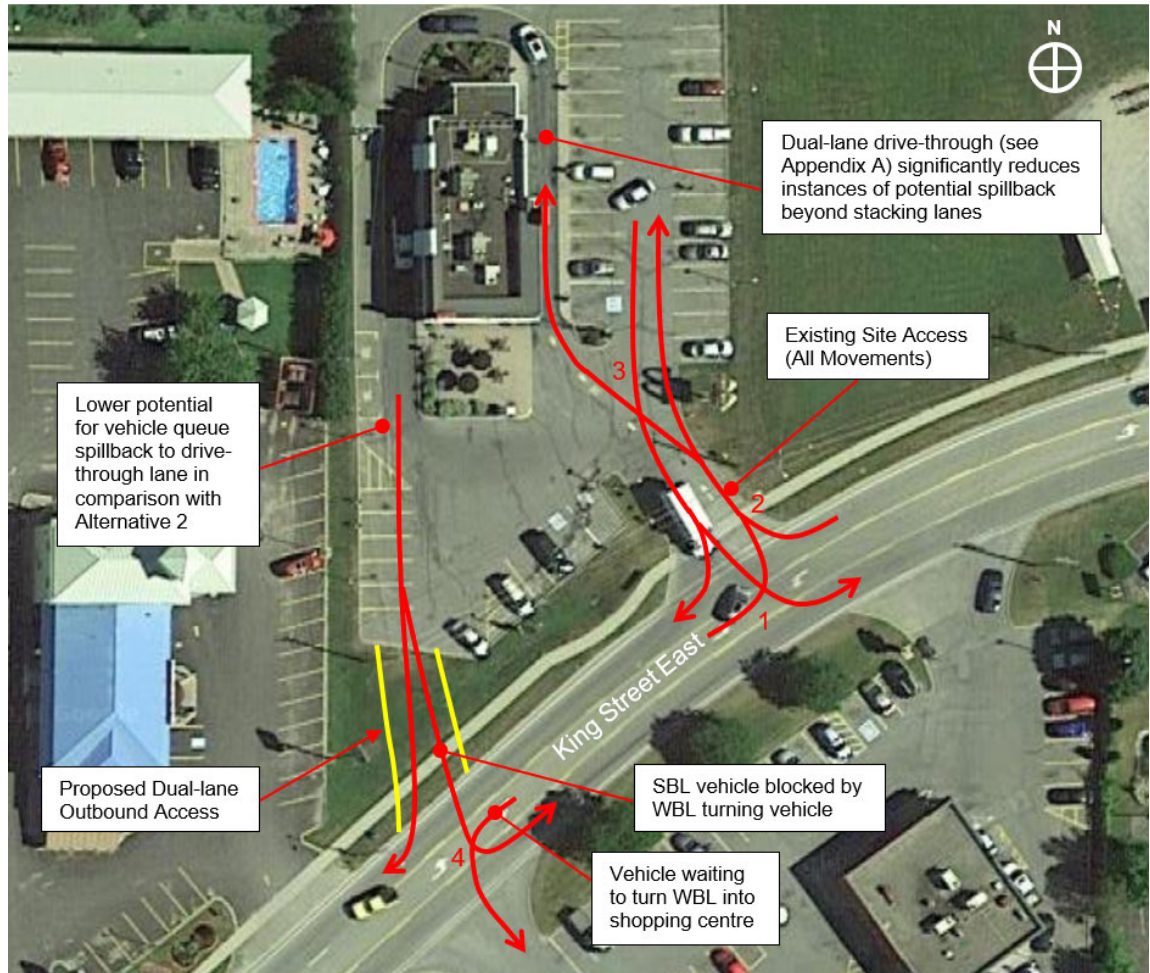 N
Dual-lane drive-through (see
Appendix A) significantly reduces
instances of potential spillback
beyond stacking lanes
Existing Site Access
(All Movements)
3
Lower potential
for vehicle queue
spillback to drive-
through lane in
comparison with
Alternative 2
2
1
King Street East
Proposed Dual-lane
Outbound Access
SBL vehicle blocked by
WBL turning vehicle
4
Vehicle waiting
to turn WBL into
shopping centre